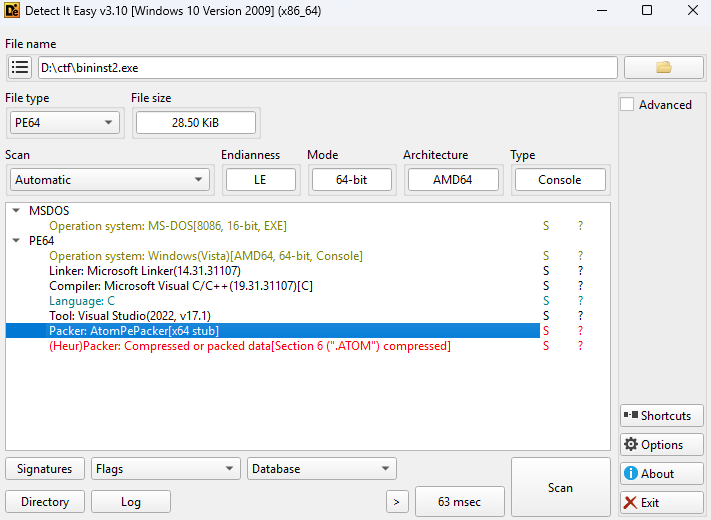 Detect It Easy v3.10 [Windows 10 Version 2009] (x86_64)
File name
D:\ctf\bininst2.exe
File type
File size
PE64
28.50 KiB
Advanced
Scan
Endianness
Mode
Architecture
Type
Automatic
LE
64-bit
AMD64
Console
MSDOS
Operation system: MS-DOS[8086, 16-bit, EXE] S ?
PE64
Operation system: Windows(Vista)[AMD64, 64-bit, Console] S ?
Linker: Microsoft Linker(14.31.31107) S ?
Compiler: Microsoft Visual C/C++(19.31.31107)[C] S ?
Language: C S ?
Tool: Visual Studio(2022, v17.1) S ?
Packer: AtomPePacker[x64 stub] S ?
(Heur)Packer: Compressed or packed data[Section 6 (".ATOM") compressed] S ?
Shortcuts
Options
About
Exit
Signatures
Flags
Database
Scan
Directory
Log
>
63 msec